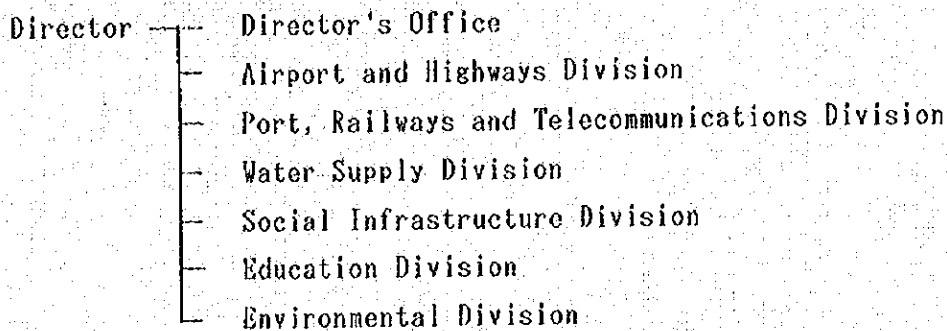 Director Director's Office
Airport and Highways Division
Port, Railways and Telecommunications Division
Water Supply Division
Social Infrastructure Division
Education Division
Environmental Division